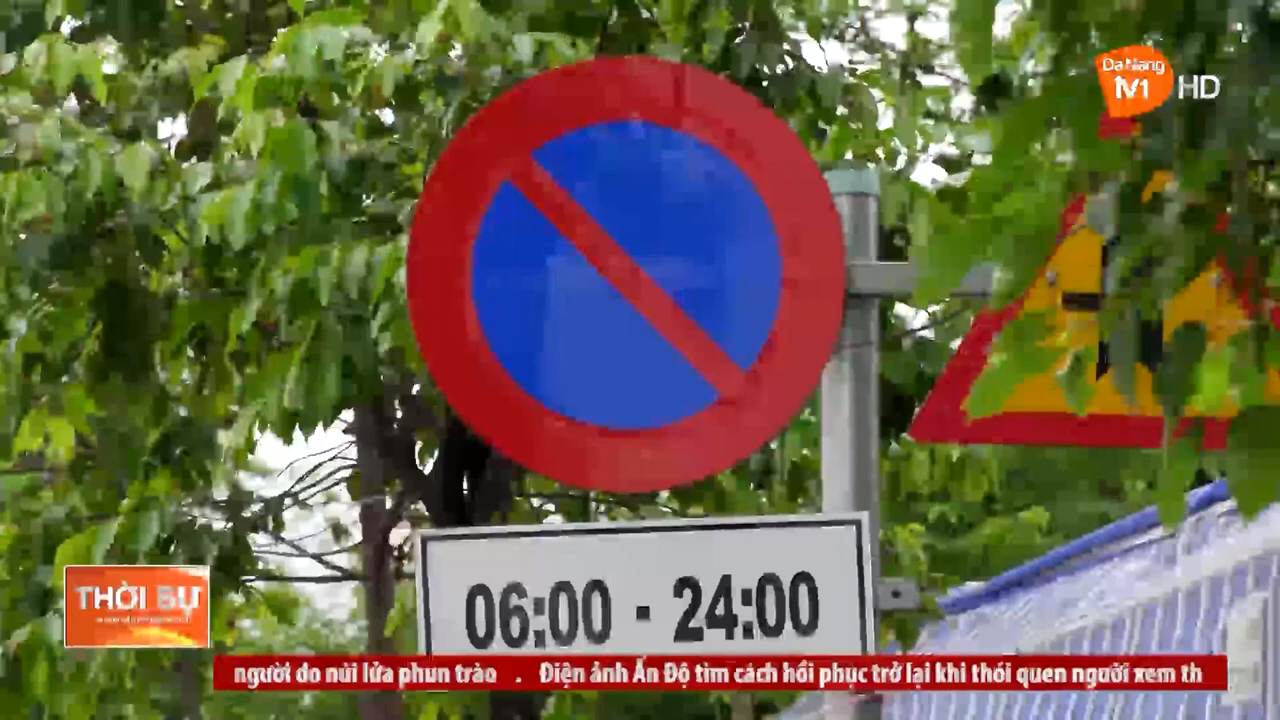 Da Nang
TV1 HD
06:00 - 24:00
THỜI SỰ
người do núi lửa phun trào . Điện ảnh Ấn Độ tìm cách hồi phục trở lại khi thói quen người xem th